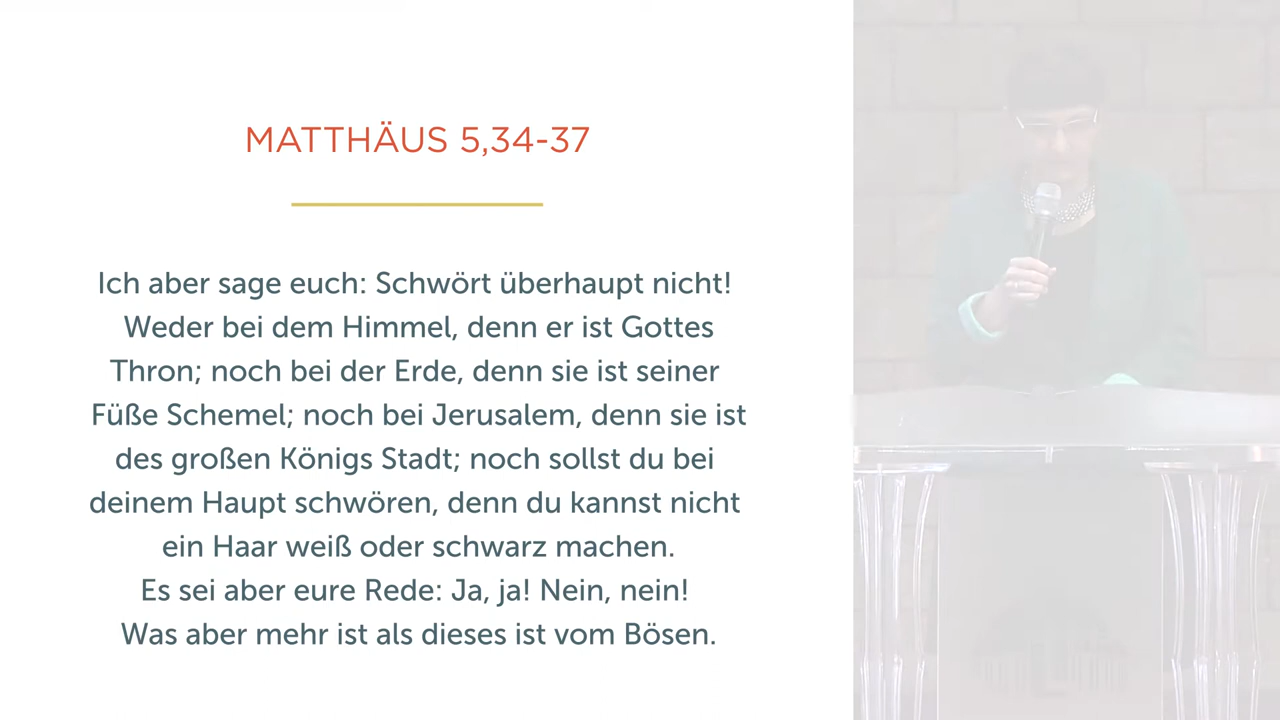 MATTHÄUS 5,34-37
Ich aber sage euch: Schwört überhaupt nicht!
Weder bei dem Himmel, denn er ist Gottes
Thron; noch bei der Erde, denn sie ist seiner
Füße Schemel; noch bei Jerusalem, denn sie ist
des großen Königs Stadt; noch sollst du bei
deinem Haupt schwören, denn du kannst nicht
ein Haar weiß oder schwarz machen.
Es sei aber eure Rede: Ja, ja! Nein, nein!
Was aber mehr ist als dieses ist vom Bösen.